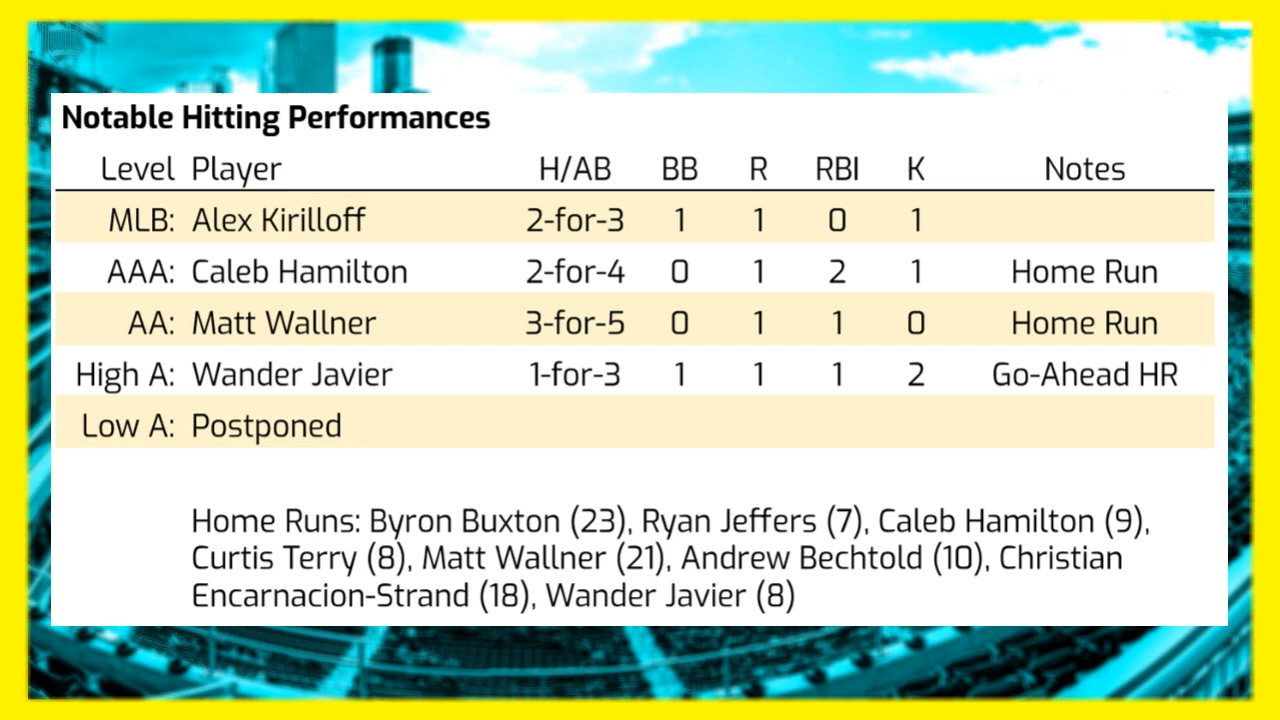 Notable Hitting Performances
Level Player H/AB BB R RBI K Notes
MLB: Alex Kirilloff 2-for-3 1 1 0 1
AAA: Caleb Hamilton 2-for-4 0 1 2 1 Home Run
AA: Matt Wallner 3-for-5 0 1 1 0 Home Run
High A: Wander Javier 1-for-3 1 1 1 2 Go-Ahead HR
Low A: Postponed
Home Runs: Byron Buxton (23), Ryan Jeffers (7), Caleb Hamilton (9),
Curtis Terry (8), Matt Wallner (21), Andrew Bechtold (10), Christian
Encarnacion-Strand (18), Wander Javier (8)